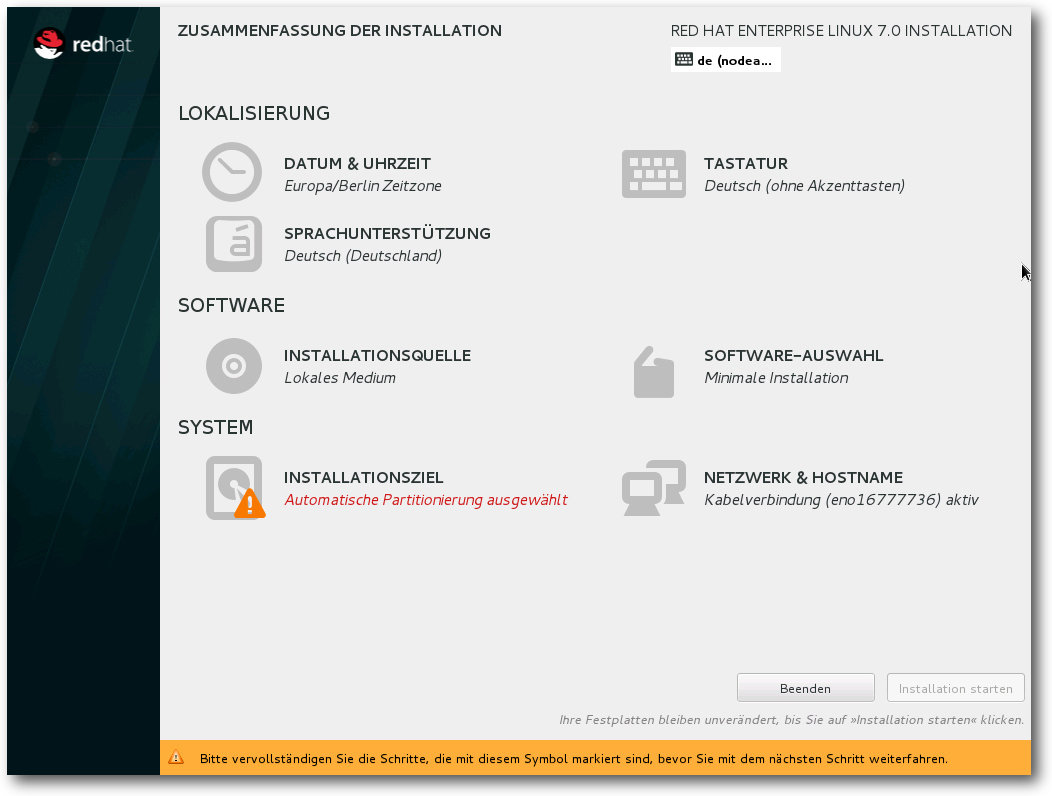 redhat.
ZUSAMMENFASSUNG DER INSTALLATION
RED HAT ENTERPRISE LINUX 7.0 INSTALLATION
de (nodea...
LOKALISIERUNG
DATUM & UHRZEIT
Europa/Berlin Zeitzone
TASTATUR
Deutsch (ohne Akzenttasten)
SPRACHUNTERSTÜTZUNG
Deutsch (Deutschland)
SOFTWARE
INSTALLATIONSQUELLE
Lokales Medium
SOFTWARE-AUSWAHL
Minimale Installation
SYSTEM
INSTALLATIONSZIEL
Automatische Partitionierung ausgewählt
NETZWERK & HOSTNAME
Kabelverbindung (eno16777736) aktiv
Beenden
Installation starten
Ihre Festplatten bleiben unverändert, bis Sie auf »Installation starten« klicken.
Bitte vervollständigen Sie die Schritte, die mit diesem Symbol markiert sind, bevor Sie mit dem nächsten Schritt weiterfahren.